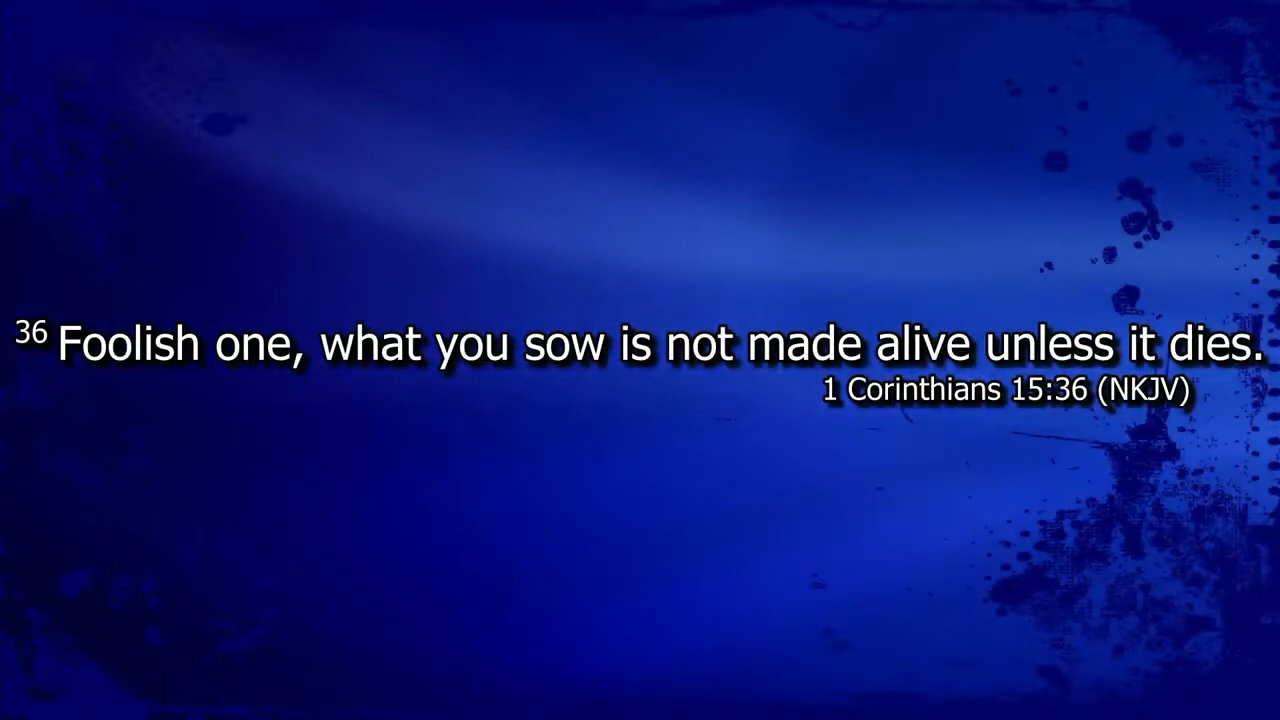 36 Foolish one, what you sow is not made alive unless it dies.
1 Corinthians 15:36 (NKJV)